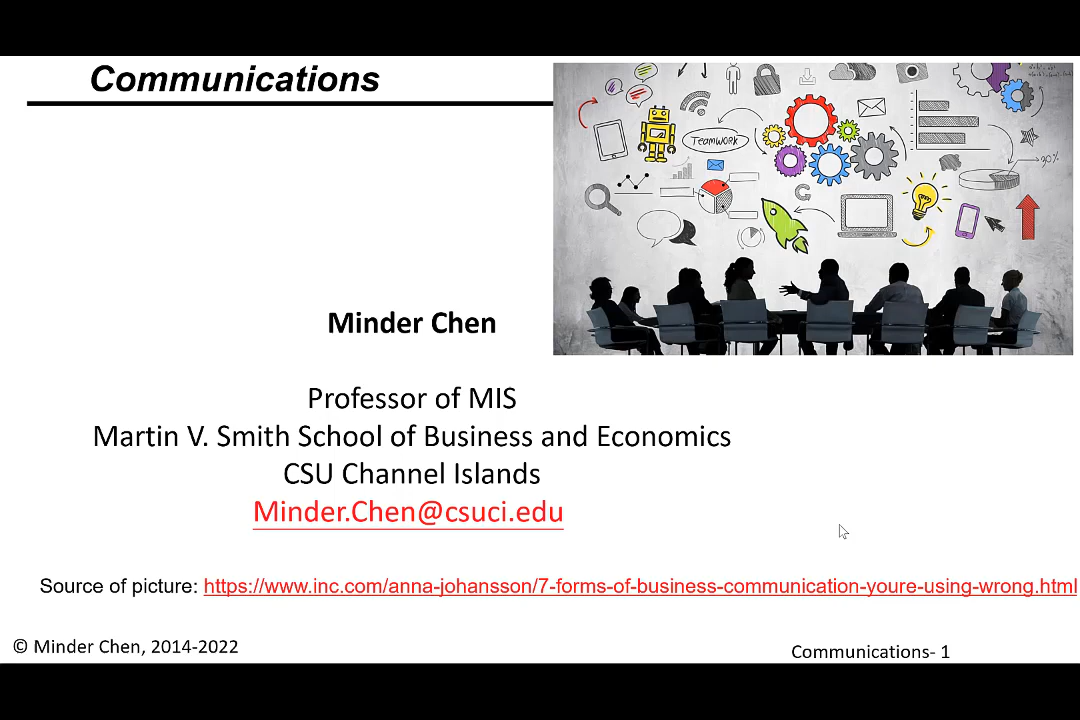 Communications
TEAMWORK
30%
Minder Chen
Professor of MIS
Martin V. Smith School of Business and Economics
CSU Channel Islands
Minder.Chen@csuci.edu
Source of picture: https://www.inc.com/anna-johansson/7-forms-of-business-communication-youre-using-wrong.html
© Minder Chen, 2014-2022
Communications- 1